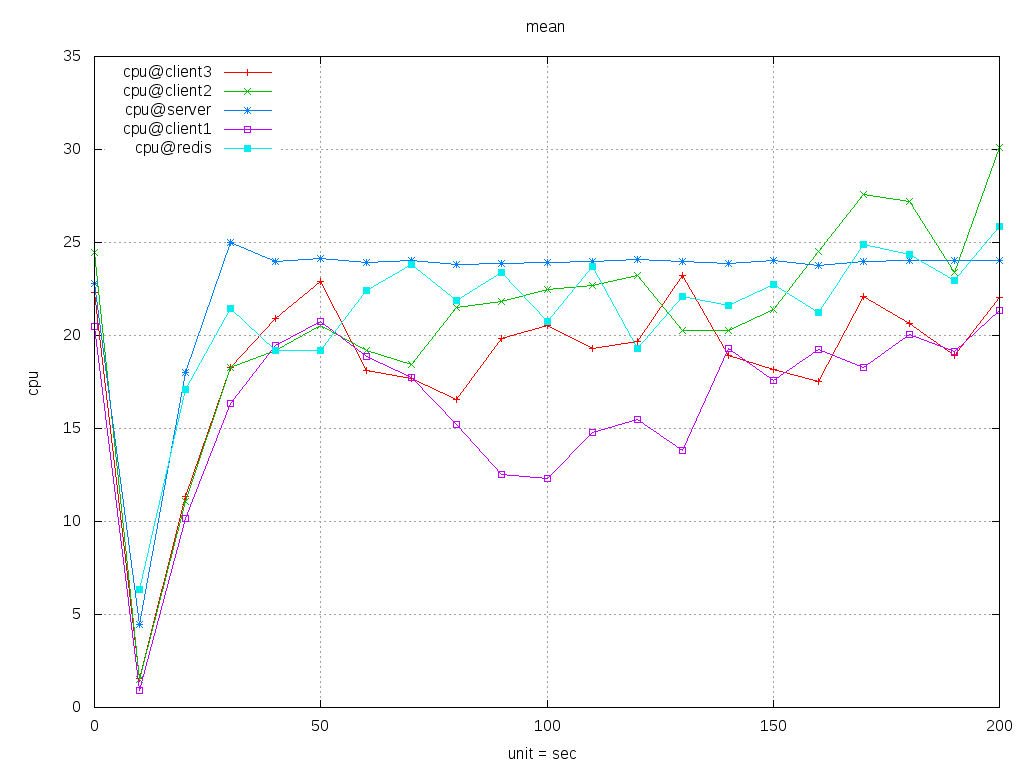 mean
35
30
25
20
15
10
5
0
cpu
cpu@client3
cpu@client2
cpu@server
cpu@client1
cpu@redis
0 50 100 150 200
unit = sec